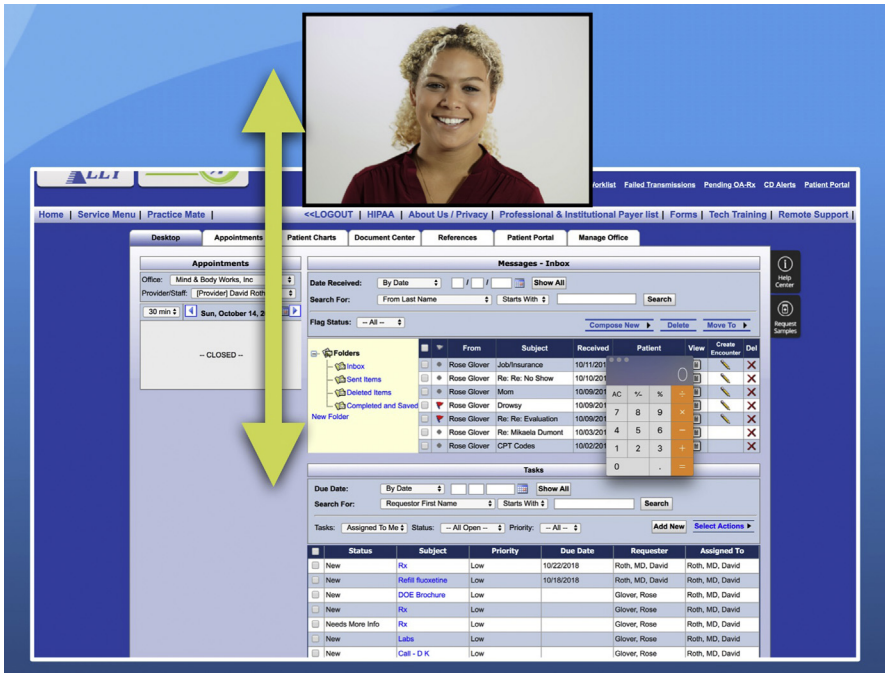 ALLY
Worklist Failed Transmissions Pending OA-Rx CD Alerts Patient Portal
Home | Service Menu | Practice Mate | <<LOGOUT | HIPAA | About Us / Privacy | Professional & Institutional Payer list | Forms | Tech Training | Remote Support |
Desktop Appointments Patient Charts Document Center References Patient Portal Manage Office
Appointments
Office: Mind & Body Works, Inc
Provider/Staff: [Provider] David Roth
30 min Sun, October 14, 20
-- CLOSED --
Messages - Inbox
Date Received: By Date / / Show All
Search For: From Last Name Starts With Search
Flag Status: -- All -- Compose New Delete Move To
Folders
Inbox
Sent Items
Deleted Items
Completed and Saved
New Folder
From Subject Received Patient View Create Encounter Del
Rose Glover Job/Insurance 10/11/201
Rose Glover Re: Re: No Show 10/10/201
Rose Glover Mom 10/09/201
Rose Glover Drowsy 10/09/201
Rose Glover Re: Re: Evaluation 10/09/201
Rose Glover Re: Mikaela Dumont 10/03/201
Rose Glover CPT Codes 10/02/201
0
AC +/- % ÷
7 8 9 ×
4 5 6 −
1 2 3 +
0 . =
Help Center
Request Samples
Tasks
Due Date: By Date Show All
Search For: Requestor First Name Starts With Search
Tasks: Assigned To Me Status: -- All Open -- Priority: -- All -- Add New Select Actions
Status Subject Priority Due Date Requester Assigned To
New Rx Low 10/22/2018 Roth, MD, David Roth, MD, David
New Refill fluoxetine Low 10/18/2018 Roth, MD, David Roth, MD, David
New DOE Brochure Low Glover, Rose Roth, MD, David
New Rx Low Glover, Rose Roth, MD, David
Needs More Info Rx Low Glover, Rose Roth, MD, David
New Labs Low Glover, Rose Roth, MD, David
New Call - D K Low Glover, Rose Roth, MD, David